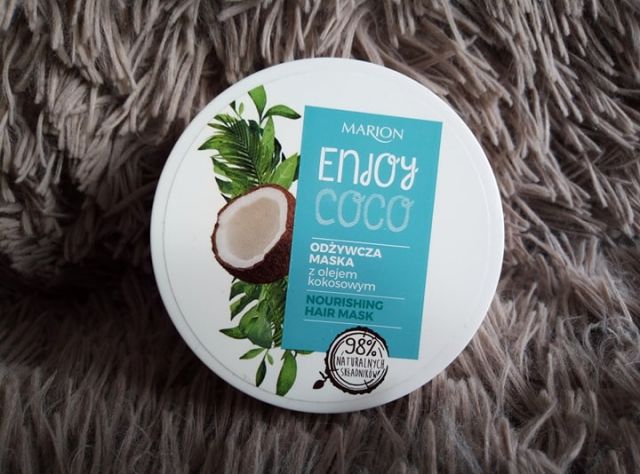 MARION
ENJOY
COCO
ODŻYWCZA
MASKA
z olejem
kokosowym
NOURISHING
HAIR MASK
98%
NATURALNYCH
SKŁADNIKÓW